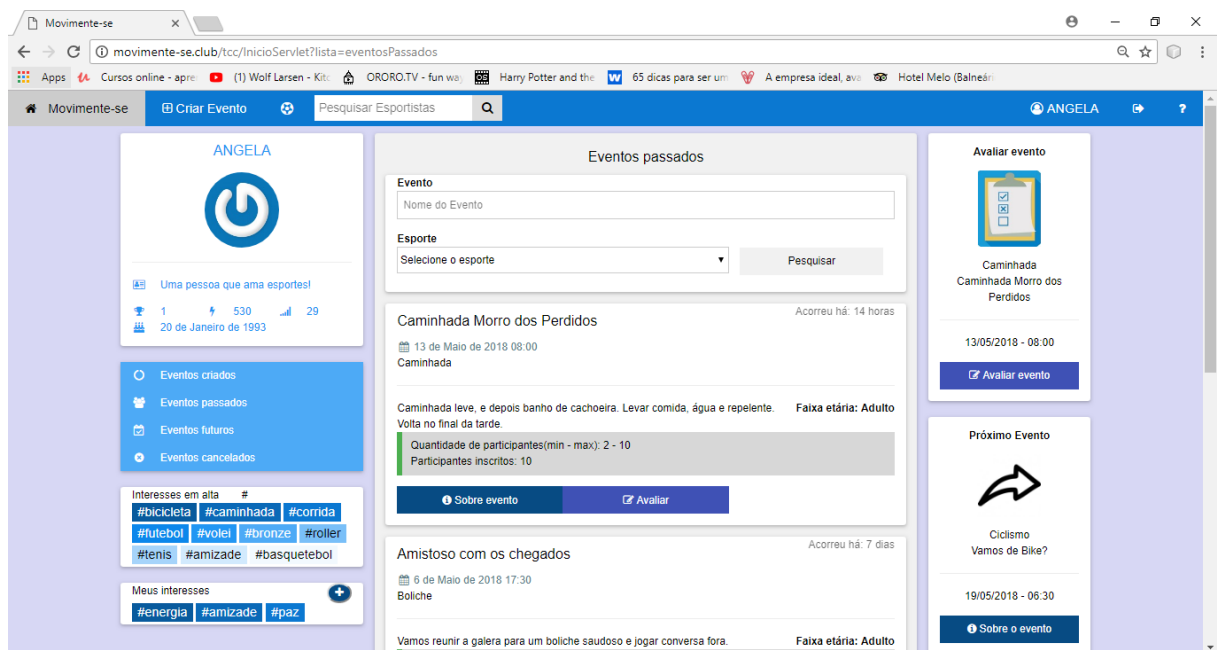 Movimente-se
movimente-se.club/tcc/InicioServlet?lista=eventosPassados
Apps Cursos online - apre (1) Wolf Larsen - Kitc ORORO.TV - fun way Harry Potter and the 65 dicas para ser um A empresa ideal, ava Hotel Melo (Balneári
Movimente-se Criar Evento Pesquisar Esportistas ANGELA ?
ANGELA
Uma pessoa que ama esportes!
1 530 29
20 de Janeiro de 1993
Eventos criados
Eventos passados
Eventos futuros
Eventos cancelados
Interesses em alta #
#bicicleta #caminhada #corrida
#futebol #volei #bronze #roller
#tenis #amizade #basquetebol
Meus interesses
#energia #amizade #paz
Eventos passados
Evento
Nome do Evento
Esporte
Selecione o esporte Pesquisar
Acorreu há: 14 horas
Caminhada Morro dos Perdidos
13 de Maio de 2018 08:00
Caminhada
Caminhada leve, e depois banho de cachoeira. Levar comida, água e repelente. Faixa etária: Adulto
Volta no final da tarde.
Quantidade de participantes(min - max): 2 - 10
Participantes inscritos: 10
Sobre evento Avaliar
Acorreu há: 7 dias
Amistoso com os chegados
6 de Maio de 2018 17:30
Boliche
Vamos reunir a galera para um boliche saudoso e jogar conversa fora. Faixa etária: Adulto
Avaliar evento
Caminhada
Caminhada Morro dos
Perdidos
13/05/2018 - 08:00
Avaliar evento
Próximo Evento
Ciclismo
Vamos de Bike?
19/05/2018 - 06:30
Sobre o evento